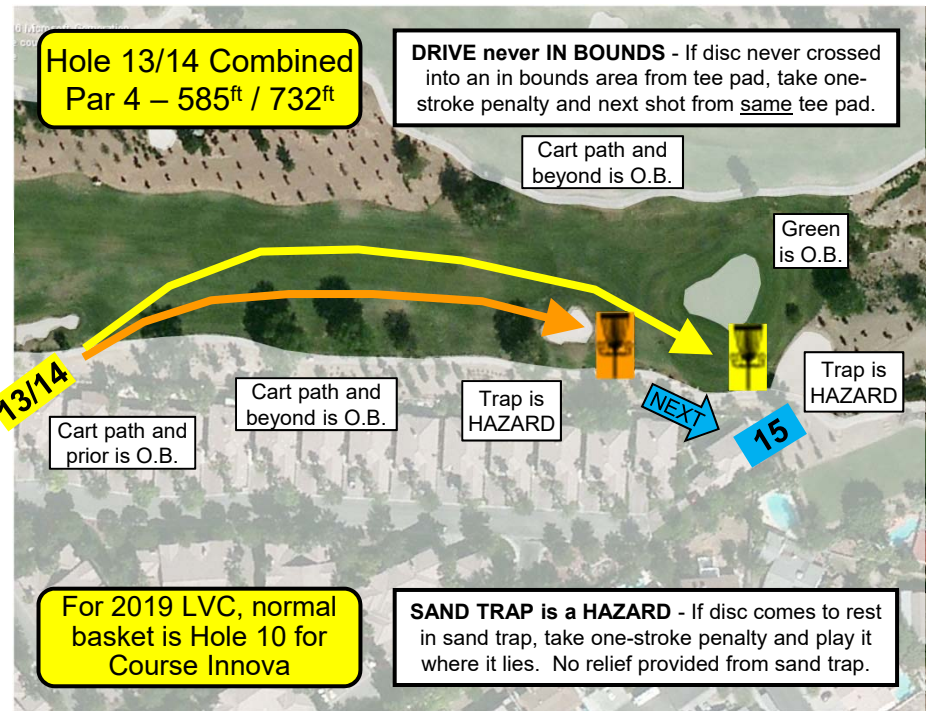 Hole 13/14 Combined
Par 4 – 585ft / 732ft
DRIVE never IN BOUNDS - If disc never crossed
into an in bounds area from tee pad, take one-
stroke penalty and next shot from same tee pad.
Cart path and
beyond is O.B.
Green
is O.B.
13/14
Cart path and
prior is O.B.
Cart path and
beyond is O.B.
Trap is
HAZARD
NEXT
15
Trap is
HAZARD
For 2019 LVC, normal
basket is Hole 10 for
Course Innova
SAND TRAP is a HAZARD - If disc comes to rest
in sand trap, take one-stroke penalty and play it
where it lies. No relief provided from sand trap.